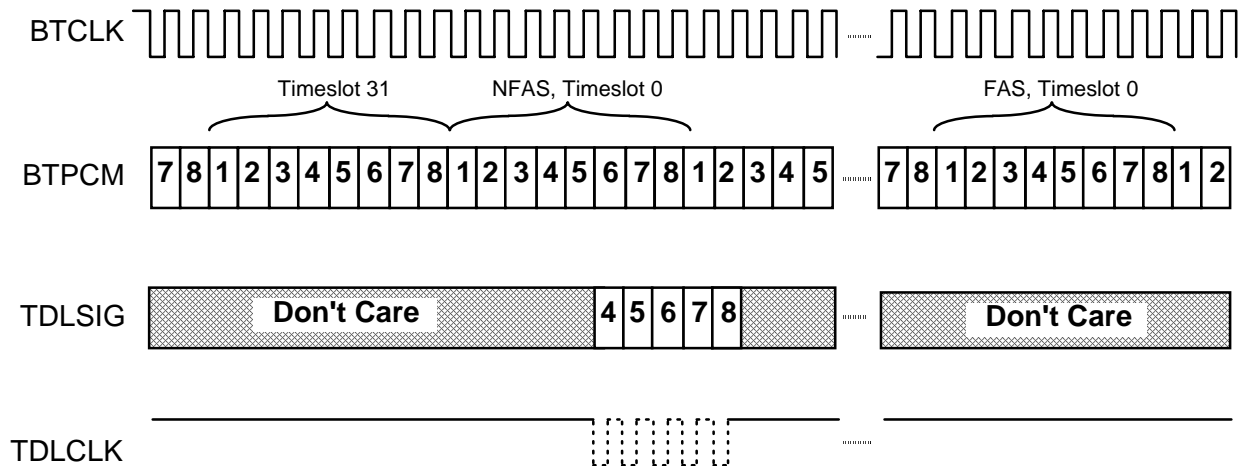 BTCLK
Timeslot 31 NFAS, Timeslot 0 FAS, Timeslot 0
BTPCM 7 8 1 2 3 4 5 6 7 8 1 2 3 4 5 6 7 8 1 2 3 4 5 7 8 1 2 3 4 5 6 7 8 1 2
TDLSIG Don't Care 4 5 6 7 8 Don't Care
TDLCLK